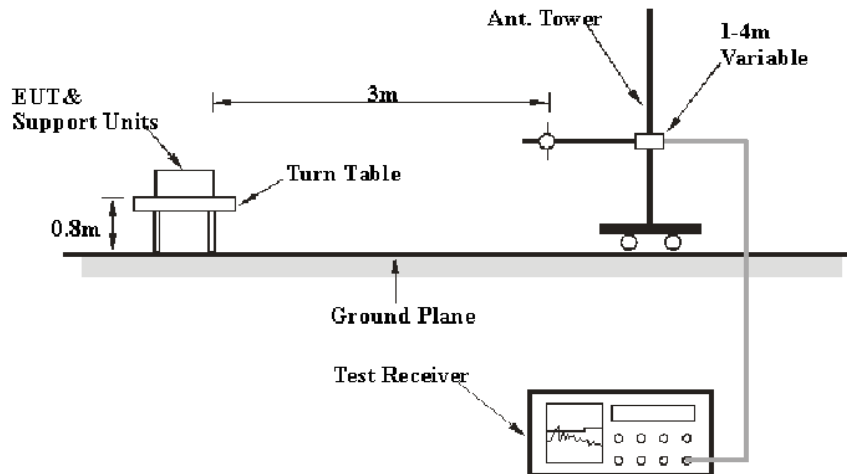 Ant. Tower
1-4m
Variable
3m
EUT&
Support Units
Turn Table
0.8m
Ground Plane
Test Receiver